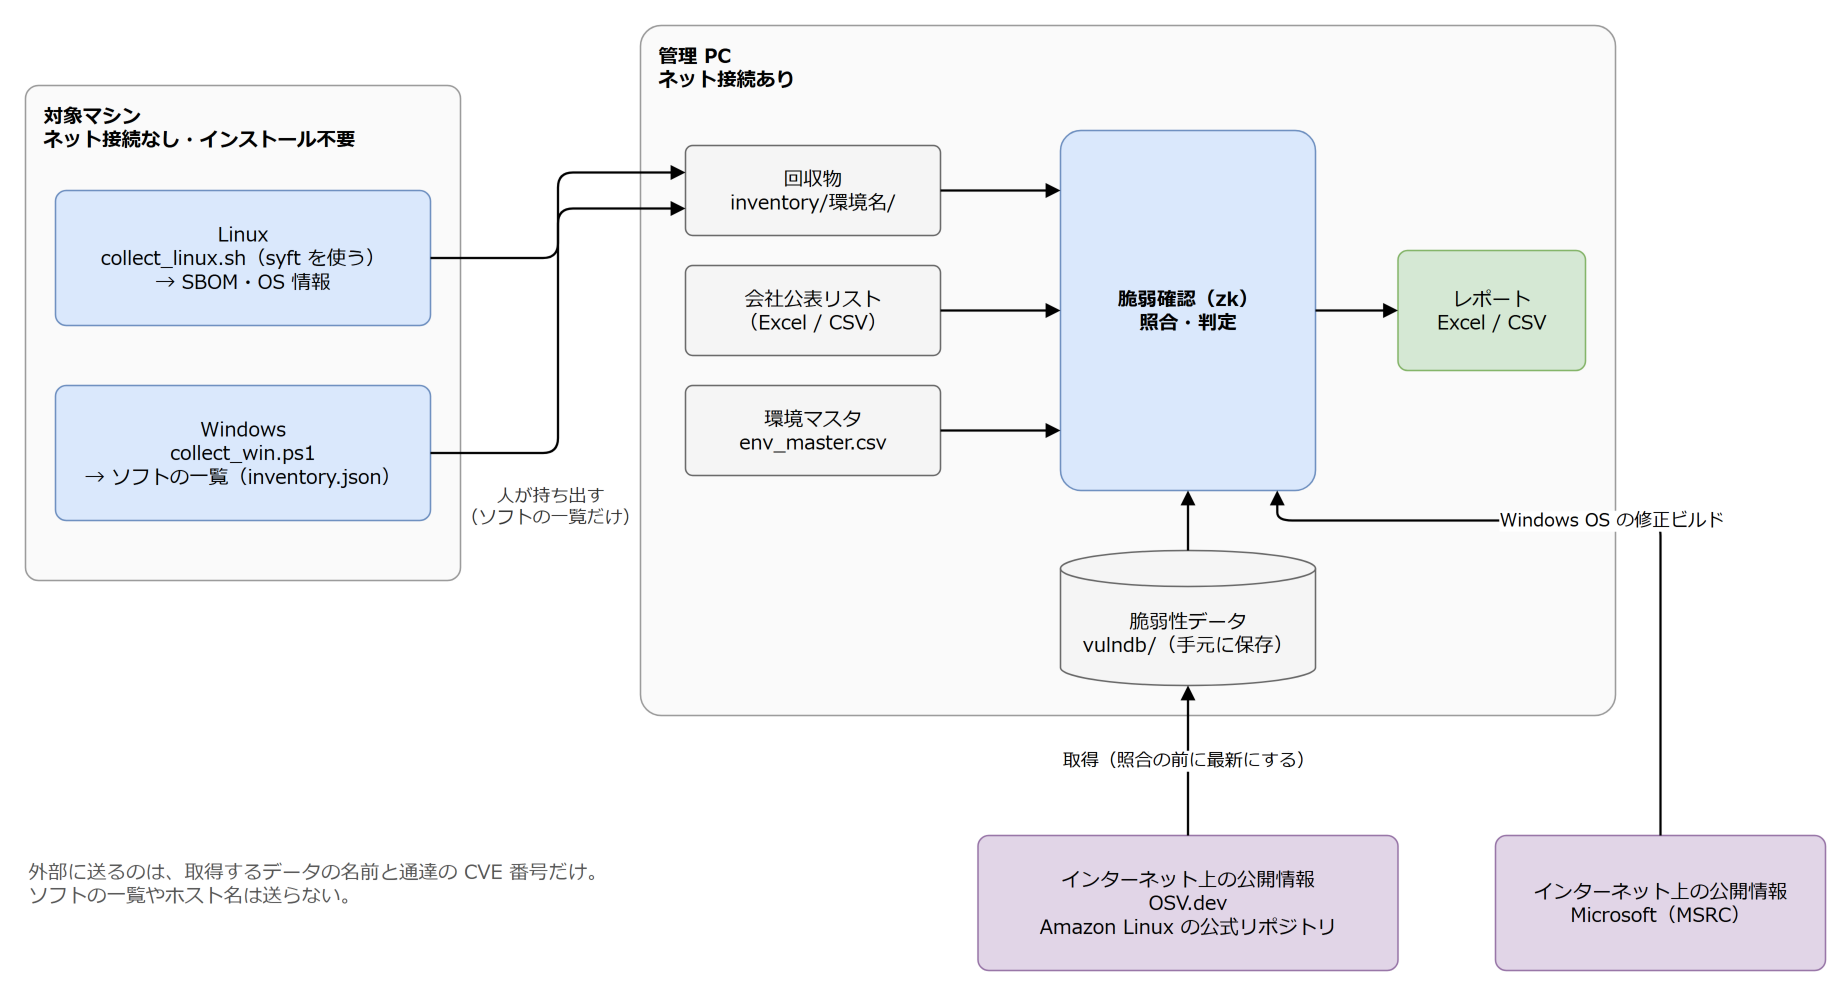 管理 PC
ネット接続あり
対象マシン
ネット接続なし・インストール不要
Linux
collect_linux.sh（syft を使う）
→ SBOM・OS 情報
Windows
collect_win.ps1
→ ソフトの一覧（inventory.json）
人が持ち出す
（ソフトの一覧だけ）
回収物
inventory/環境名/
会社公表リスト
（Excel / CSV）
環境マスタ
env_master.csv
脆弱確認（zk）
照合・判定
レポート
Excel / CSV
Windows OS の修正ビルド
脆弱性データ
vulndb/（手元に保存）
取得（照合の前に最新にする）
インターネット上の公開情報
OSV.dev
Amazon Linux の公式リポジトリ
インターネット上の公開情報
Microsoft（MSRC）
外部に送るのは、取得するデータの名前と通達の CVE 番号だけ。
ソフトの一覧やホスト名は送らない。